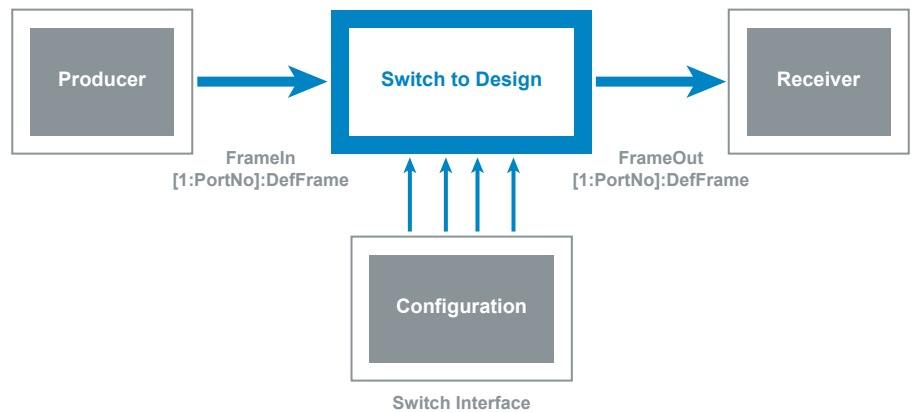 Producer
Switch to Design
Receiver
FrameIn
[1:PortNo]:DefFrame
FrameOut
[1:PortNo]:DefFrame
Configuration
Switch Interface